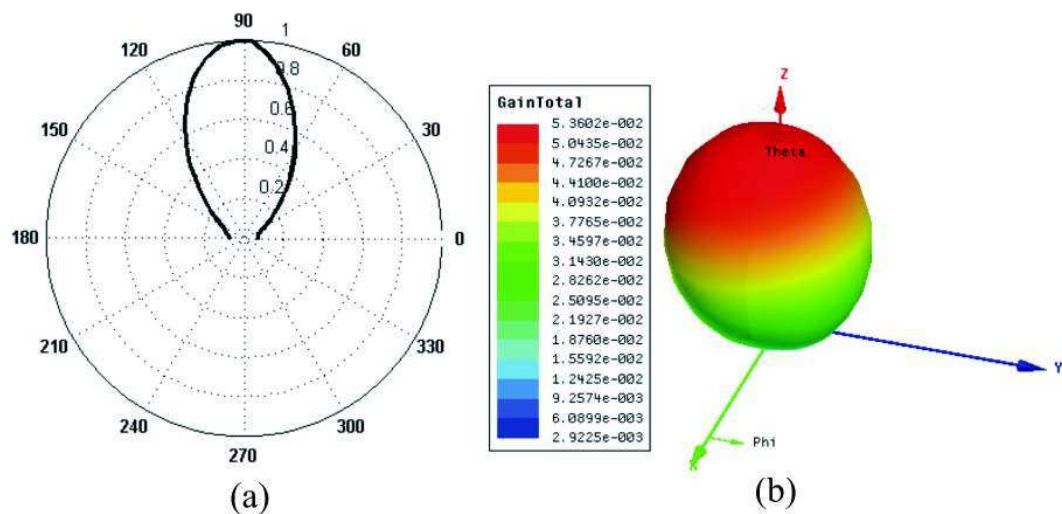 90
1
120
60
0.8
0.6
150
30
0.4
0.2
180
0
210
330
240
300
270
(a)
GainTotal
5.3602e-002
5.0435e-002
4.7267e-002
4.4100e-002
4.0932e-002
3.7765e-002
3.4597e-002
3.1430e-002
2.8262e-002
2.5095e-002
2.1927e-002
1.8760e-002
1.5592e-002
1.2425e-002
9.2574e-003
6.0899e-003
2.9225e-003
Z
Theta
Y
Phi
X
(b)